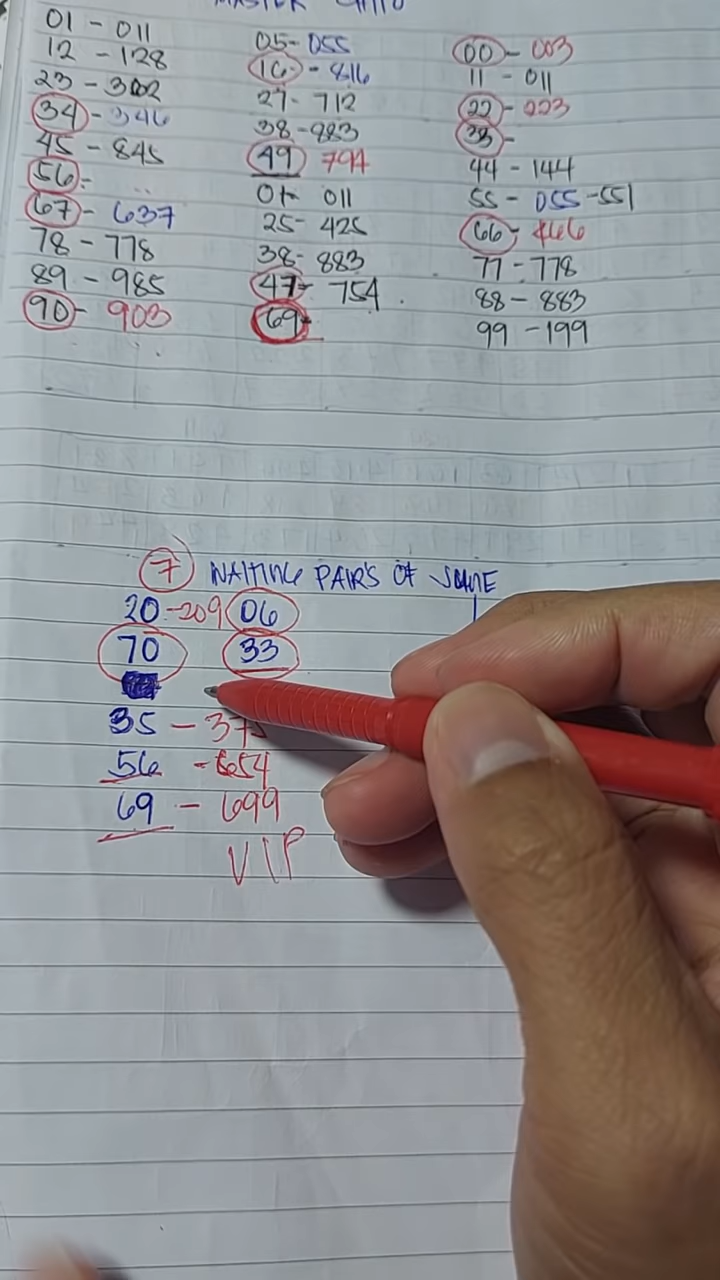 MASTER
01 - 011
12 - 128
23 - 302
34 - 346
45 - 845
56 -
67 - 637
78 - 778
89 - 985
90 - 903
05 - 055
16 - 816
27 - 712
38 - 883
49 794
01 - 011
25 - 425
38 - 883
47 - 754
69 -
00 - 003
11 - 011
22 - 223
33 -
44 - 144
55 - 055 - 551
66 - 466
77 - 778
88 - 883
99 - 199
7 WAITING PAIRS OF JUNE
20 - 209 06
70 33
35 - 375
56 - 654
69 - 699
VIP